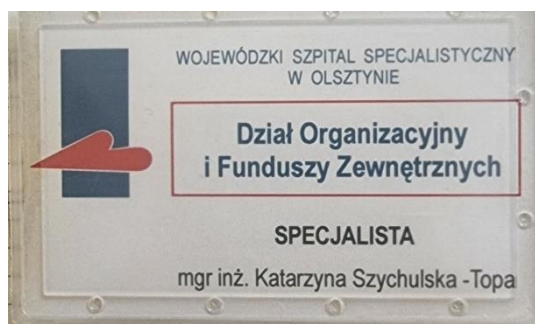 WOJEWÓDZKI SZPITAL SPECJALISTYCZNY
W OLSZTYNIE
Dział Organizacyjny
i Funduszy Zewnętrznych
SPECJALISTA
mgr inż. Katarzyna Szychulska -Topa